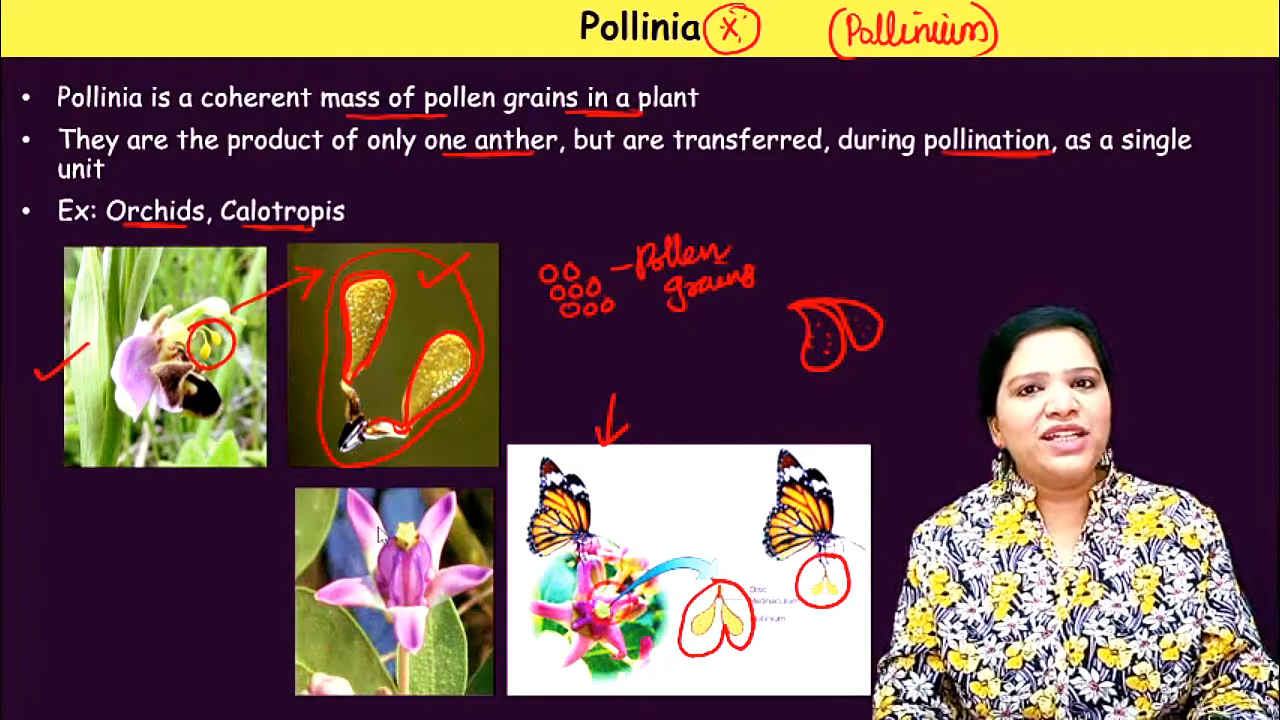 Pollinia x (Pollinium)
• Pollinia is a coherent mass of pollen grains in a plant
• They are the product of only one anther, but are transferred, during pollination, as a single
unit
• Ex: Orchids, Calotropis
Pollen
grains
Disc